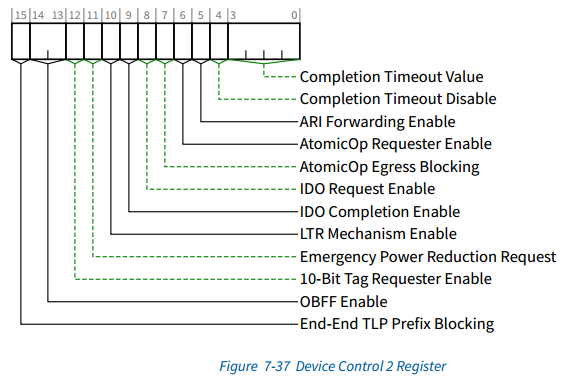 15 14 13 12 11 10 9 8 7 6 5 4 3 0
Completion Timeout Value
Completion Timeout Disable
ARI Forwarding Enable
AtomicOp Requester Enable
AtomicOp Egress Blocking
IDO Request Enable
IDO Completion Enable
LTR Mechanism Enable
Emergency Power Reduction Request
10-Bit Tag Requester Enable
OBFF Enable
End-End TLP Prefix Blocking
Figure 7-37 Device Control 2 Register